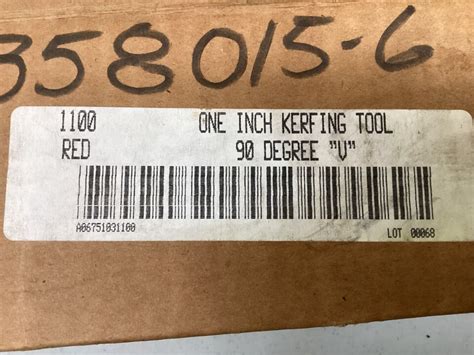 358015-6
1100 ONE INCH KERFING TOOL
RED 90 DEGREE "V"
A06751031100 LOT 00068